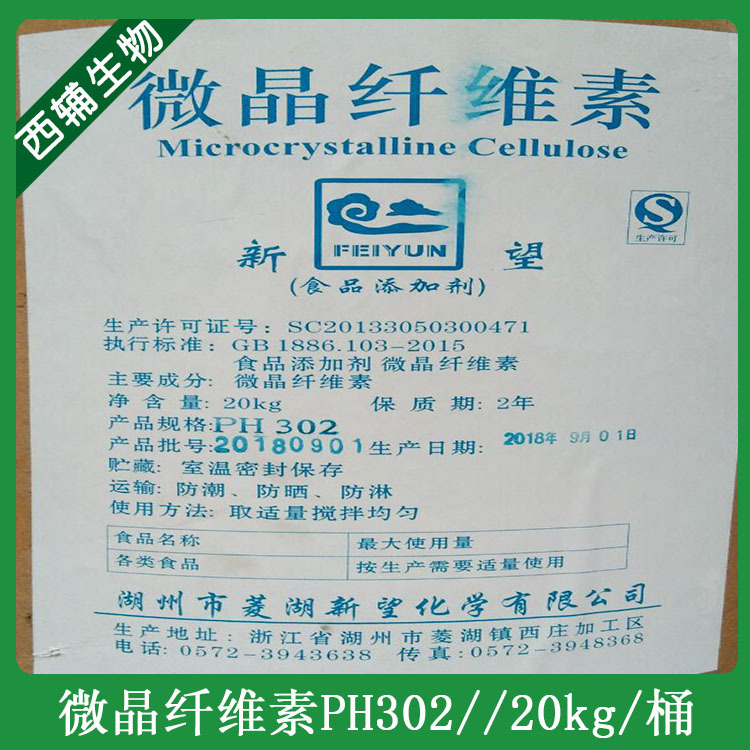 西辅生物
微晶纤维素
Microcrystalline Cellulose
FEIYUN
新 望
(食品添加剂)
生产许可
生产许可证号：SC20133050300471
执行标准：GB 1886.103-2015
食品添加剂 微晶纤维素
主要成分: 微晶纤维素
净含量: 20kg 保质期: 2年
产品规格:PH 302
产品批号:20180901 生产日期: 2018年 9月 01日
贮藏: 室温密封保存
运输: 防潮、防晒、防淋
使用方法: 取适量搅拌均匀
食品名称 最大使用量
各类食品 按生产需要适量使用
湖州市菱湖新望化学有限公司
生产地址: 浙江省湖州市菱湖镇西庄加工区
电话: 0572-3943638 传真:0572-3948368
微晶纤维素PH302//20kg/桶